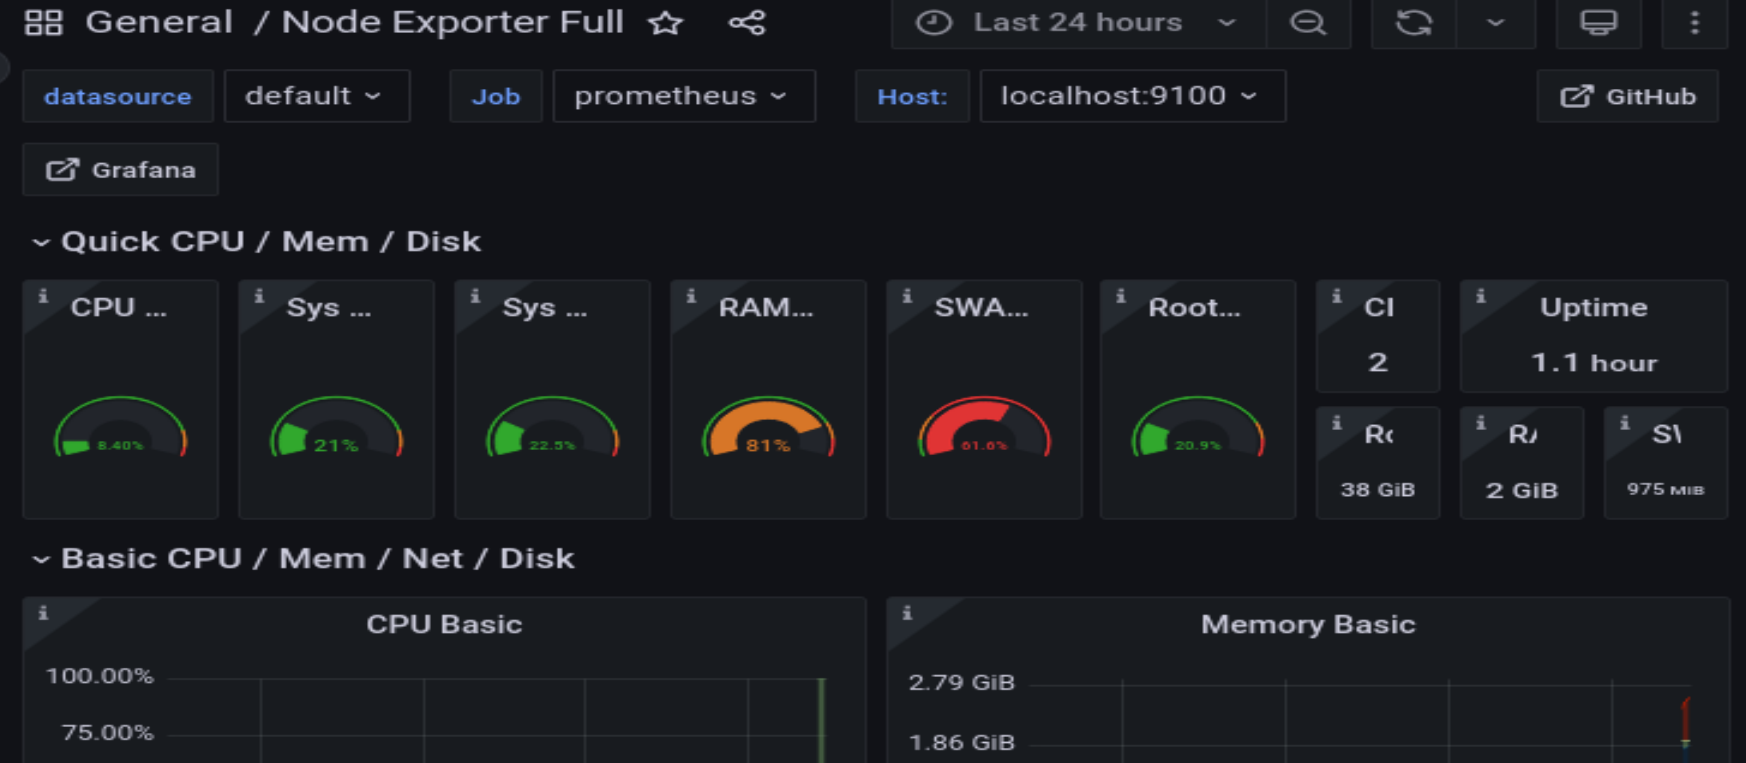 General / Node Exporter Full
Last 24 hours
datasource default Job prometheus Host: localhost:9100 GitHub
Grafana
Quick CPU / Mem / Disk
CPU ... Sys ... Sys ... RAM... SWA... Root... Uptime
2 1.1 hour
8.40% 21% 22.5% 81% 61.6% 20.9%
38 GiB 2 GiB 975 MiB
Basic CPU / Mem / Net / Disk
CPU Basic
100.00%
75.00%
Memory Basic
2.79 GiB
1.86 GiB